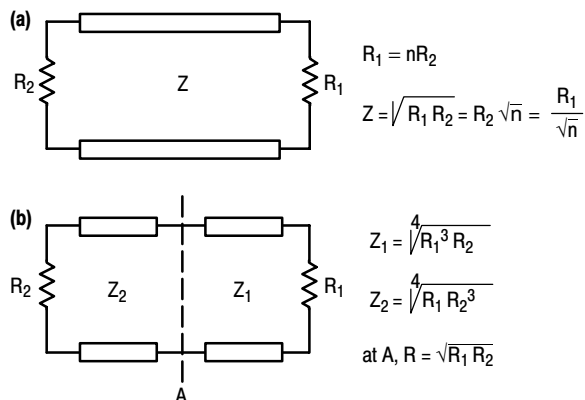 (a)
R₂
Z
R₁
R₁ = nR₂
Z = √(R₁ R₂) = R₂ √n = R₁ / √n
(b)
R₂
Z₂
Z₁
R₁
A
Z₁ = ⁴√(R₁³ R₂)
Z₂ = ⁴√(R₁ R₂³)
at A, R = √(R₁ R₂)